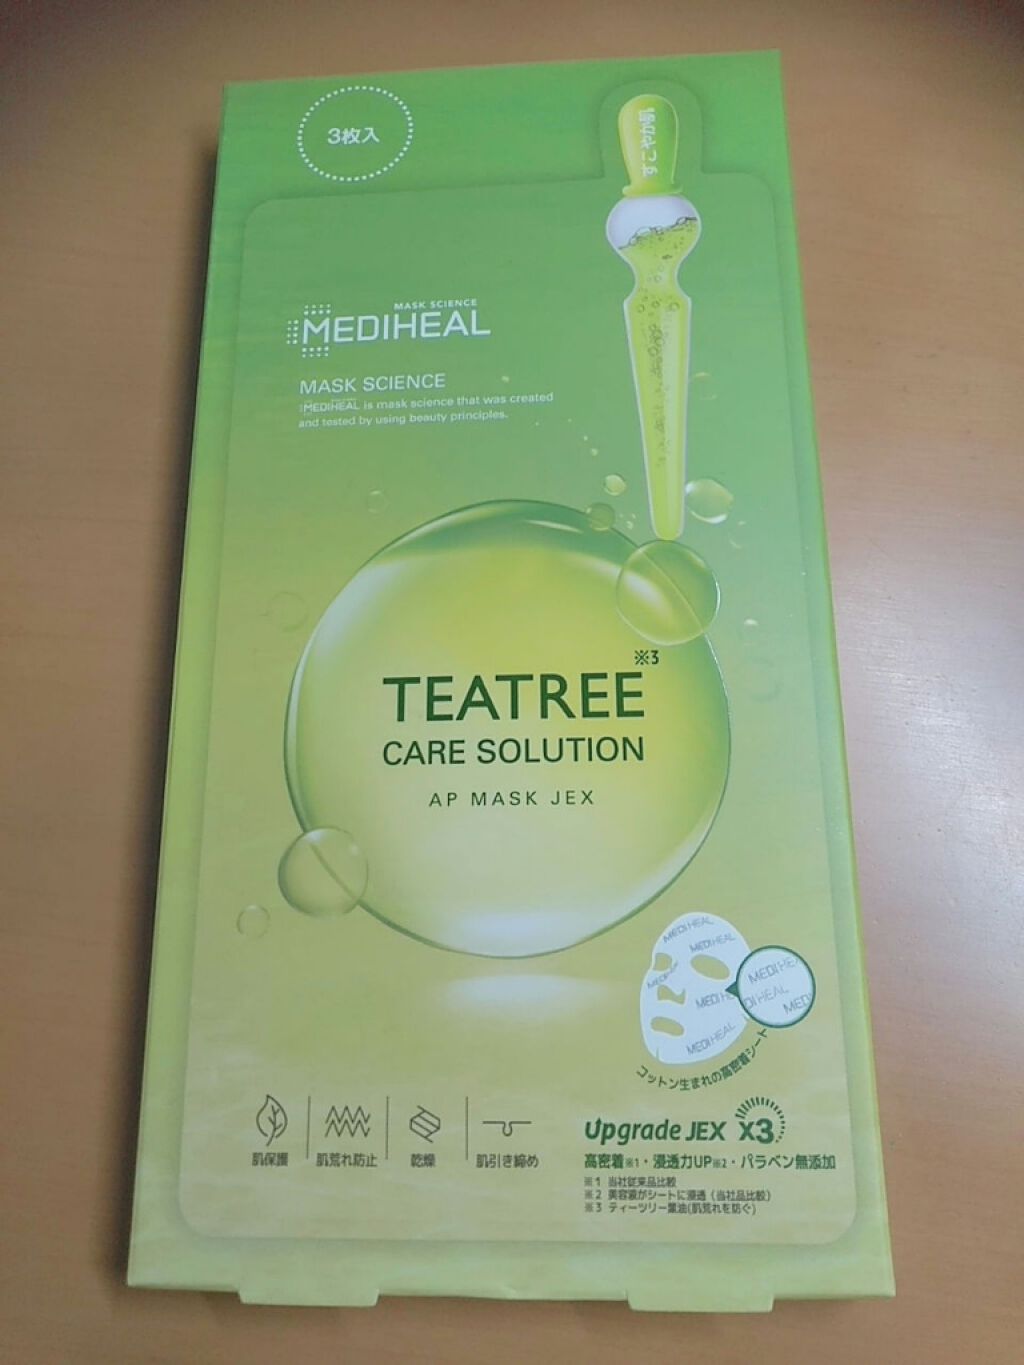 3枚入
肌すこやか
MASK SCIENCE
MEDIHEAL
MASK SCIENCE
MEDIHEAL is mask science that was created
and tested by using beauty principles.
TEATREE※3
CARE SOLUTION
AP MASK JEX
MEDIHEAL
MEDIHEAL
MEDIHEAL
コットン生まれの高密着シート
肌保護
肌荒れ防止
乾燥
肌引き締め
Upgrade JEX X3
高密着※1・浸透力UP※2・パラベン無添加
※1 当社従来品比較
※2 美容液がシートに浸透（当社品比較）
※3 ティーツリー葉油(肌荒れを防ぐ)